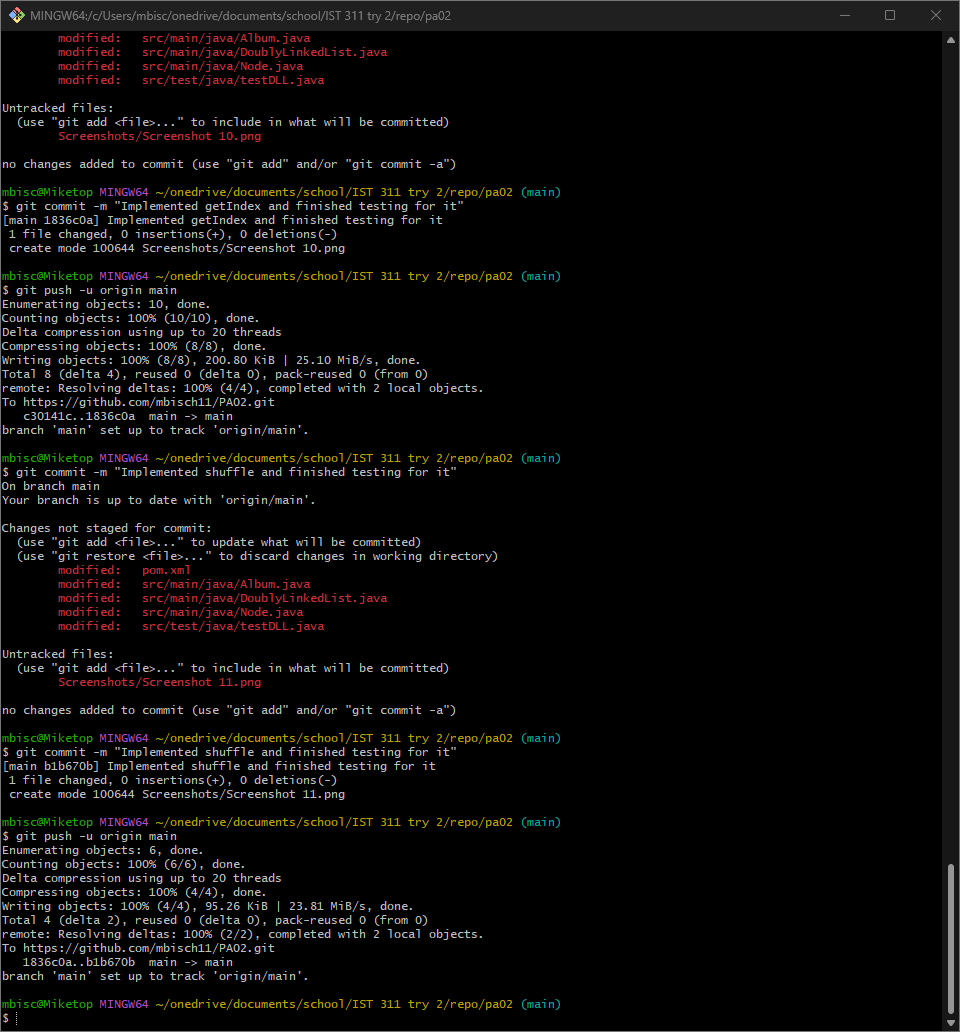 MINGW64:/c/Users/mbisc/onedrive/documents/school/IST 311 try 2/repo/pa02
        modified:   src/main/java/Album.java
        modified:   src/main/java/DoublyLinkedList.java
        modified:   src/main/java/Node.java
        modified:   src/test/java/testDLL.java

Untracked files:
  (use "git add <file>..." to include in what will be committed)
        Screenshots/Screenshot 10.png

no changes added to commit (use "git add" and/or "git commit -a")

mbisc@Miketop MINGW64 ~/onedrive/documents/school/IST 311 try 2/repo/pa02 (main)
$ git commit -m "Implemented getIndex and finished testing for it"
[main 1836c0a] Implemented getIndex and finished testing for it
 1 file changed, 0 insertions(+), 0 deletions(-)
 create mode 100644 Screenshots/Screenshot 10.png

mbisc@Miketop MINGW64 ~/onedrive/documents/school/IST 311 try 2/repo/pa02 (main)
$ git push -u origin main
Enumerating objects: 10, done.
Counting objects: 100% (10/10), done.
Delta compression using up to 20 threads
Compressing objects: 100% (8/8), done.
Writing objects: 100% (8/8), 200.80 KiB | 25.10 MiB/s, done.
Total 8 (delta 4), reused 0 (delta 0), pack-reused 0 (from 0)
remote: Resolving deltas: 100% (4/4), completed with 2 local objects.
To https://github.com/mbisch11/PA02.git
   c30141c..1836c0a  main -> main
branch 'main' set up to track 'origin/main'.

mbisc@Miketop MINGW64 ~/onedrive/documents/school/IST 311 try 2/repo/pa02 (main)
$ git commit -m "Implemented shuffle and finished testing for it"
On branch main
Your branch is up to date with 'origin/main'.

Changes not staged for commit:
  (use "git add <file>..." to update what will be committed)
  (use "git restore <file>..." to discard changes in working directory)
        modified:   pom.xml
        modified:   src/main/java/Album.java
        modified:   src/main/java/DoublyLinkedList.java
        modified:   src/main/java/Node.java
        modified:   src/test/java/testDLL.java

Untracked files:
  (use "git add <file>..." to include in what will be committed)
        Screenshots/Screenshot 11.png

no changes added to commit (use "git add" and/or "git commit -a")

mbisc@Miketop MINGW64 ~/onedrive/documents/school/IST 311 try 2/repo/pa02 (main)
$ git commit -m "Implemented shuffle and finished testing for it"
[main b1b670b] Implemented shuffle and finished testing for it
 1 file changed, 0 insertions(+), 0 deletions(-)
 create mode 100644 Screenshots/Screenshot 11.png

mbisc@Miketop MINGW64 ~/onedrive/documents/school/IST 311 try 2/repo/pa02 (main)
$ git push -u origin main
Enumerating objects: 6, done.
Counting objects: 100% (6/6), done.
Delta compression using up to 20 threads
Compressing objects: 100% (4/4), done.
Writing objects: 100% (4/4), 95.26 KiB | 23.81 MiB/s, done.
Total 4 (delta 2), reused 0 (delta 0), pack-reused 0 (from 0)
remote: Resolving deltas: 100% (2/2), completed with 2 local objects.
To https://github.com/mbisch11/PA02.git
   1836c0a..b1b670b  main -> main
branch 'main' set up to track 'origin/main'.

mbisc@Miketop MINGW64 ~/onedrive/documents/school/IST 311 try 2/repo/pa02 (main)
$